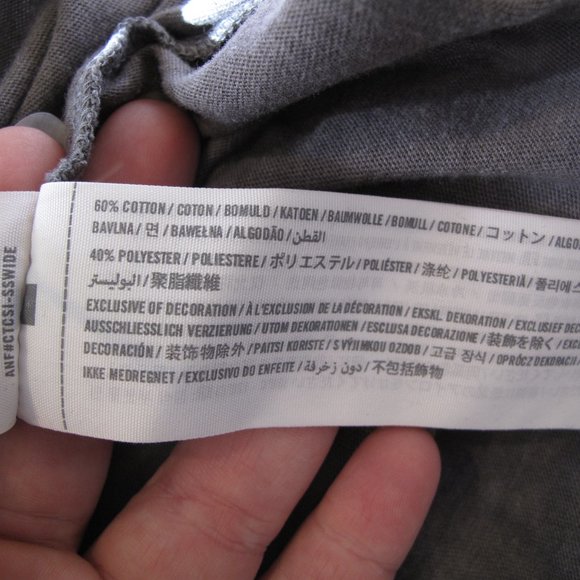 60% COTTON / COTON / BOMULD / KATOEN / BAUMWOLLE / BOMULL / COTONE / コットン /
BAVLNA / 면 / BAWEŁNA / ALGODÃO / القطن
40% POLYESTER / POLIESTERE / ポリエステル / POLIÉSTER / 涤纶 / POLYESTERIÄ / 폴리에스
البوليستر / 聚脂纖維
EXCLUSIVE OF DECORATION / À L'EXCLUSION DE LA DÉCORATION / EKSKL. DEKORATION / EXCLUSIEF
AUSSCHLIESSLICH VERZIERUNG / UTOM DEKORATIONEN / ESCLUSA DECORAZIONE / 装飾を除く /
DECORACIÓN / 装饰物除外 / PAITSI KORISTE / S VÝJIMKOU OZDOB / 고급 장식 / OPRÓCZ DEKORACJI
IKKE MEDREGNET / EXCLUSIVO DO ENFEITE / دون زخرفة / 不包括飾物
ANF#CTCSI-SSWIDE